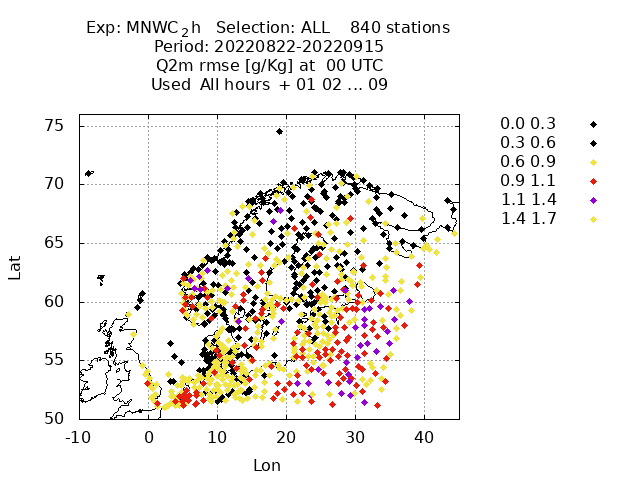 Exp: MNWC₂h   Selection: ALL    840 stations
Period: 20220822-20220915
Q2m rmse [g/Kg] at  00 UTC
Used  All hours  + 01 02 ... 09
0.0 0.3
0.3 0.6
0.6 0.9
0.9 1.1
1.1 1.4
1.4 1.7
75
70
65
60
55
50
Lat
-10 0 10 20 30 40
Lon